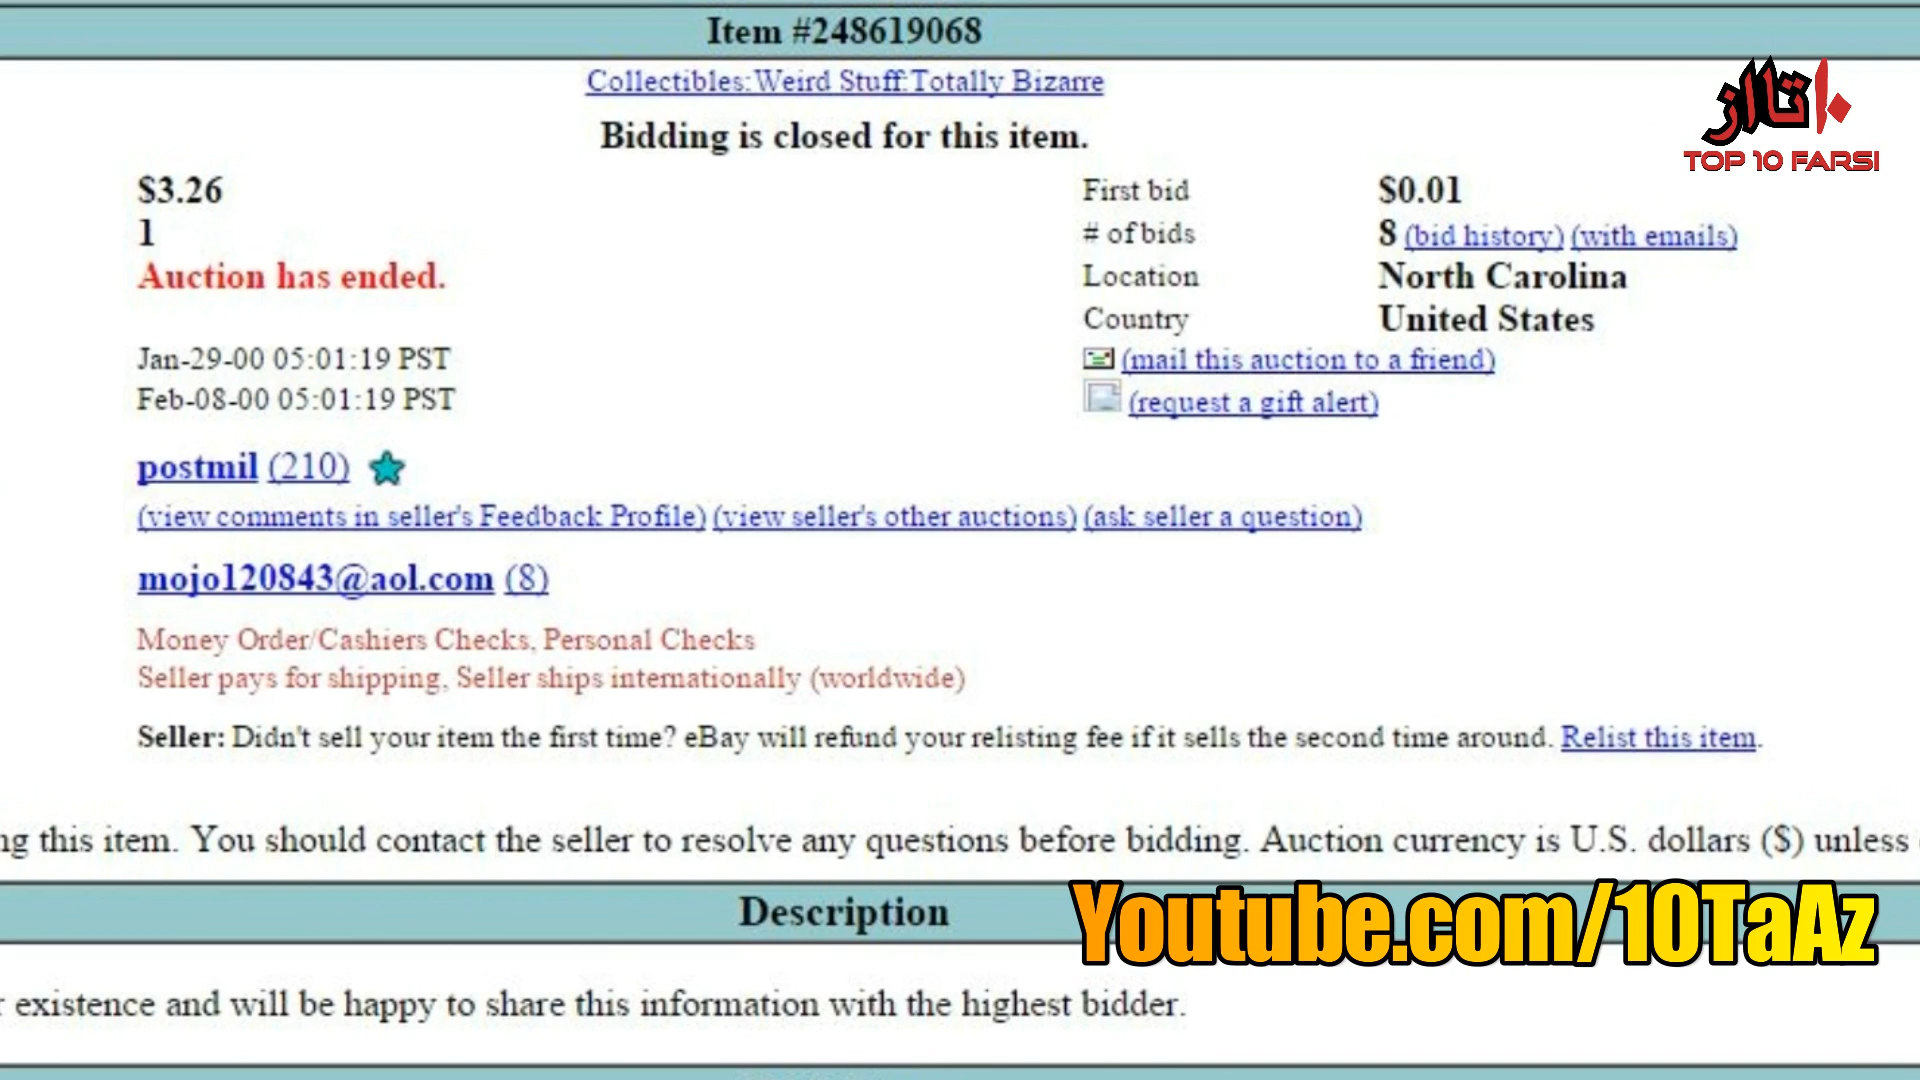 Item #248619068
Collectibles:Weird Stuff:Totally Bizarre
Bidding is closed for this item.
۱۰ تا از
TOP 10 FARSI
$3.26 First bid $0.01
1 # of bids 8 (bid history) (with emails)
Auction has ended. Location North Carolina
Country United States
Jan-29-00 05:01:19 PST (mail this auction to a friend)
Feb-08-00 05:01:19 PST (request a gift alert)
postmil (210)
(view comments in seller's Feedback Profile) (view seller's other auctions) (ask seller a question)
mojo120843@aol.com (8)
Money Order/Cashiers Checks, Personal Checks
Seller pays for shipping, Seller ships internationally (worldwide)
Seller: Didn't sell your item the first time? eBay will refund your relisting fee if it sells the second time around. Relist this item.
ng this item. You should contact the seller to resolve any questions before bidding. Auction currency is U.S. dollars ($) unless
Description
Youtube.com/10TaAz
existence and will be happy to share this information with the highest bidder.